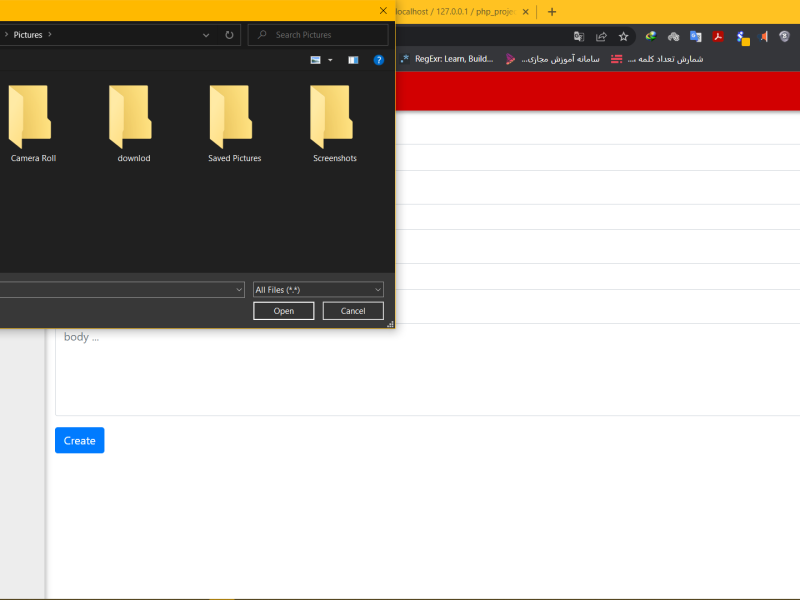 localhost / 127.0.0.1 / php_proje
Pictures
Search Pictures
RegExr: Learn, Build...
سامانه آموزش مجازی...
شمارش تعداد کلمه ...
Camera Roll
downlod
Saved Pictures
Screenshots
All Files (*.*)
Open
Cancel
body ...
Create